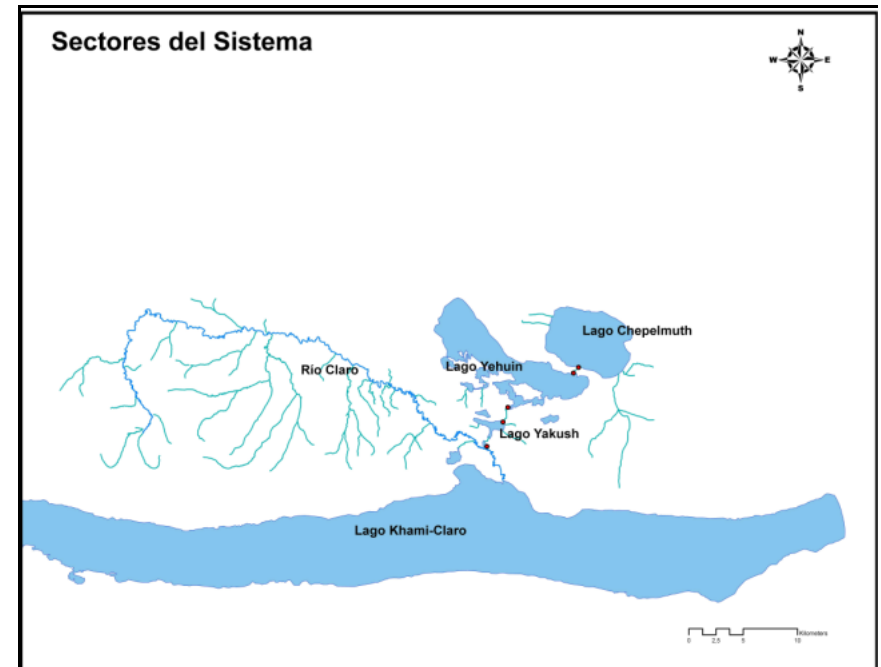 Sectores del Sistema
N
W E
S
Lago Chepelmuth
Río Claro
Lago Yehuin
Lago Yakush
Lago Khami-Claro
Kilometers
0 2,5 5 10